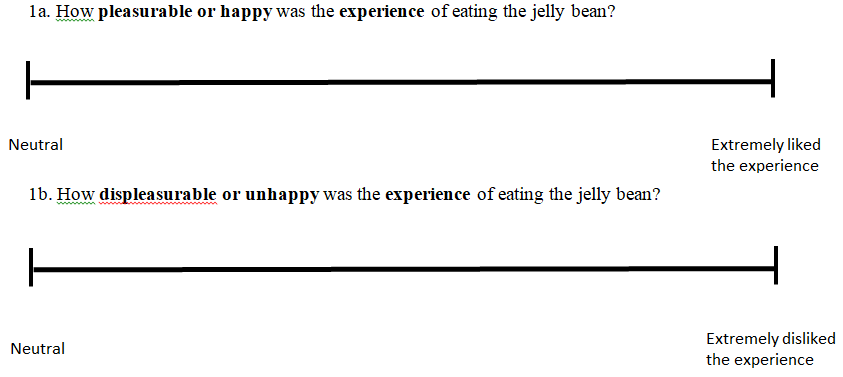 1a. How pleasurable or happy was the experience of eating the jelly bean?
Neutral
Extremely liked
the experience
1b. How displeasurable or unhappy was the experience of eating the jelly bean?
Neutral
Extremely disliked
the experience